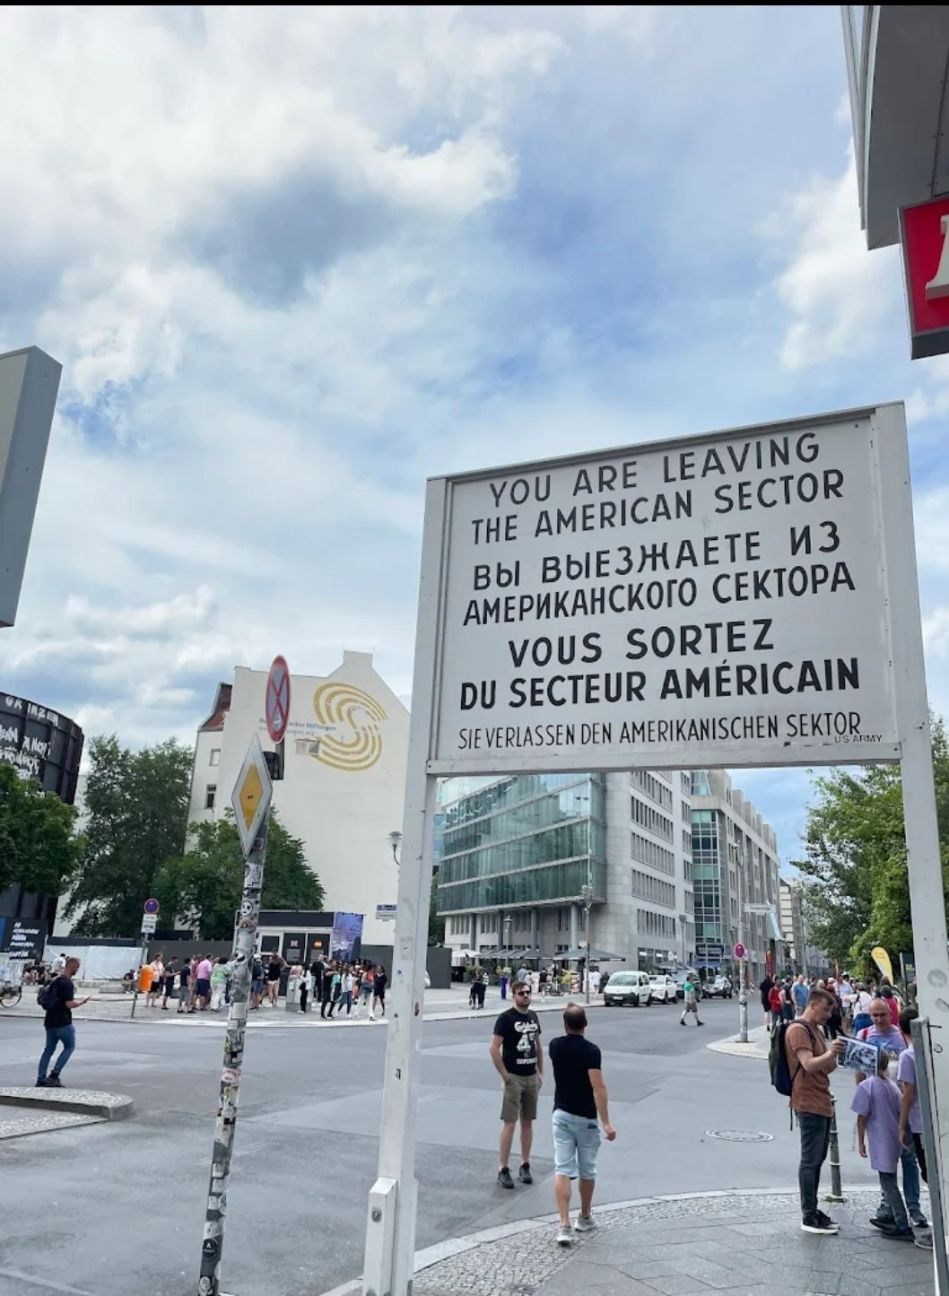 YOU ARE LEAVING
THE AMERICAN SECTOR
ВЫ ВЫЕЗЖАЕТЕ ИЗ
АМЕРИКАНСКОГО СЕКТОРА
VOUS SORTEZ
DU SECTEUR AMÉRICAIN
SIE VERLASSEN DEN AMERIKANISCHEN SEKTOR
US ARMY